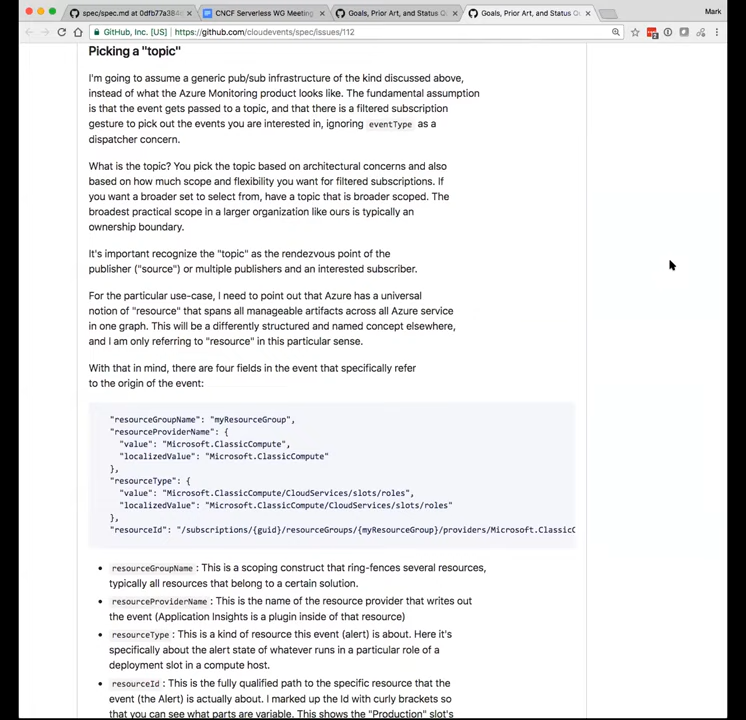 spec/spec.md at 0dfb77a384
CNCF Serverless WG Meeting
Goals, Prior Art, and Status Q
Goals, Prior Art, and Status Q
Mark
GitHub, Inc. [US] | https://github.com/cloudevents/spec/issues/112
Picking a "topic"
I'm going to assume a generic pub/sub infrastructure of the kind discussed above,
instead of what the Azure Monitoring product looks like. The fundamental assumption
is that the event gets passed to a topic, and that there is a filtered subscription
gesture to pick out the events you are interested in, ignoring eventType as a
dispatcher concern.
What is the topic? You pick the topic based on architectural concerns and also
based on how much scope and flexibility you want for filtered subscriptions. If
you want a broader set to select from, have a topic that is broader scoped. The
broadest practical scope in a larger organization like ours is typically an
ownership boundary.
It's important recognize the "topic" as the rendezvous point of the
publisher ("source") or multiple publishers and an interested subscriber.
For the particular use-case, I need to point out that Azure has a universal
notion of "resource" that spans all manageable artifacts across all Azure service
in one graph. This will be a differently structured and named concept elsewhere,
and I am only referring to "resource" in this particular sense.
With that in mind, there are four fields in the event that specifically refer
to the origin of the event:
"resourceGroupName": "myResourceGroup",
"resourceProviderName": {
"value": "Microsoft.ClassicCompute",
"localizedValue": "Microsoft.ClassicCompute"
},
"resourceType": {
"value": "Microsoft.ClassicCompute/CloudServices/slots/roles",
"localizedValue": "Microsoft.ClassicCompute/CloudServices/slots/roles"
},
"resourceId": "/subscriptions/{guid}/resourceGroups/{myResourceGroup}/providers/Microsoft.ClassicC
• resourceGroupName : This is a scoping construct that ring-fences several resources,
typically all resources that belong to a certain solution.
• resourceProviderName : This is the name of the resource provider that writes out
the event (Application Insights is a plugin inside of that resource)
• resourceType : This is a kind of resource this event (alert) is about. Here it's
specifically about the alert state of whatever runs in a particular role of a
deployment slot in a compute host.
• resourceId : This is the fully qualified path to the specific resource that the
event (the Alert) is actually about. I marked up the Id with curly brackets so
that you can see what parts are variable. This shows the "Production" slot's